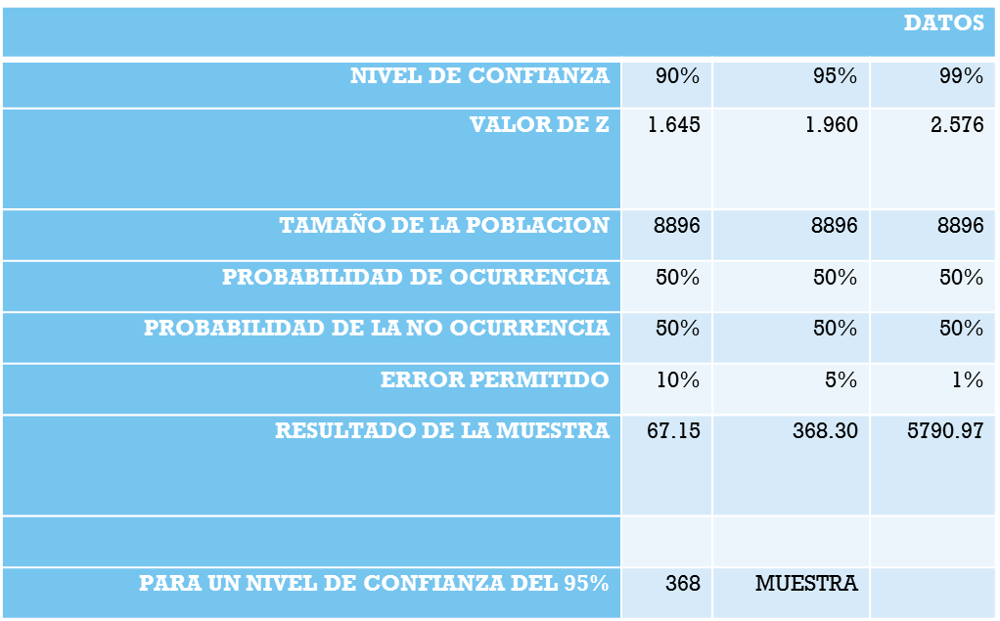 DATOS
NIVEL DE CONFIANZA 90% 95% 99%
VALOR DE Z 1.645 1.960 2.576
TAMAÑO DE LA POBLACION 8896 8896 8896
PROBABILIDAD DE OCURRENCIA 50% 50% 50%
PROBABILIDAD DE LA NO OCURRENCIA 50% 50% 50%
ERROR PERMITIDO 10% 5% 1%
RESULTADO DE LA MUESTRA 67.15 368.30 5790.97
PARA UN NIVEL DE CONFIANZA DEL 95% 368 MUESTRA